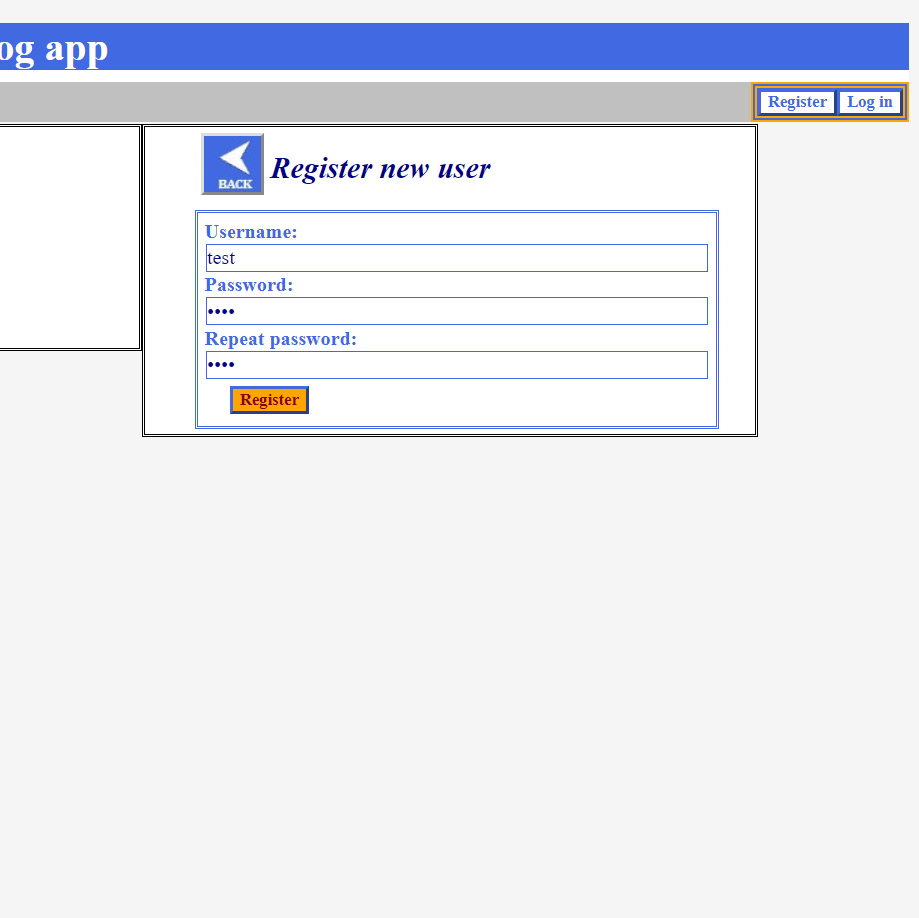 og app
Register Log in
BACK
Register new user
Username:
test
Password:
••••
Repeat password:
••••
Register